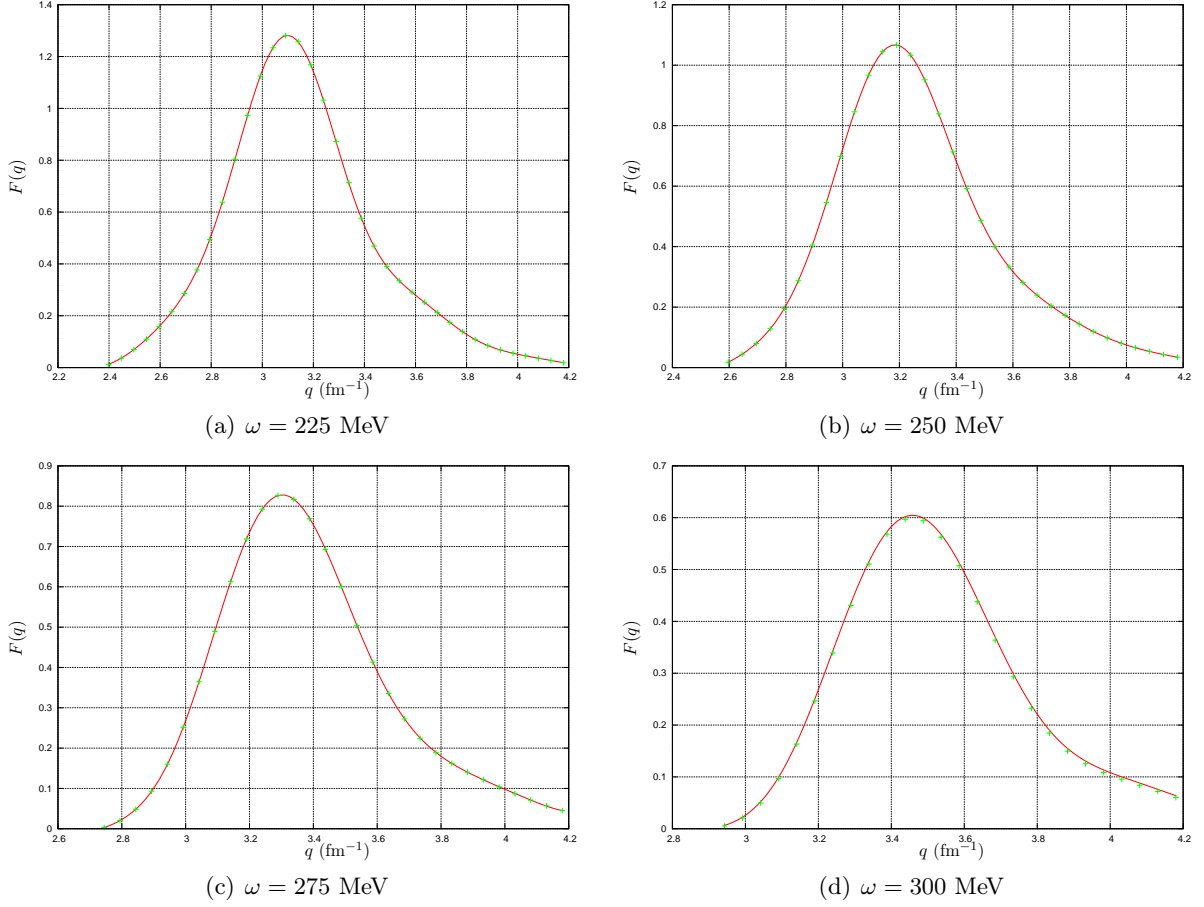 1.4
1.2
1
0.8
0.6
0.4
0.2
0
F(q)
2.2 2.4 2.6 2.8 3 3.2 3.4 3.6 3.8 4 4.2
q (fm⁻¹)
(a) ω = 225 MeV
1.2
1
0.8
0.6
0.4
0.2
0
F(q)
2.4 2.6 2.8 3 3.2 3.4 3.6 3.8 4 4.2
q (fm⁻¹)
(b) ω = 250 MeV
0.9
0.8
0.7
0.6
0.5
0.4
0.3
0.2
0.1
0
F(q)
2.6 2.8 3 3.2 3.4 3.6 3.8 4 4.2
q (fm⁻¹)
(c) ω = 275 MeV
0.7
0.6
0.5
0.4
0.3
0.2
0.1
0
F(q)
2.8 3 3.2 3.4 3.6 3.8 4 4.2
q (fm⁻¹)
(d) ω = 300 MeV